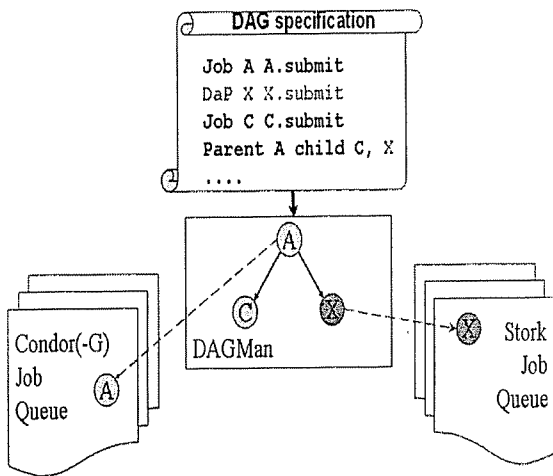 DAG specification
Job A A.submit
DaP X X.submit
Job C C.submit
Parent A child C, X
....
A
C
X
DAGMan
Condor(-G)
Job
A
Queue
X
Stork
Job
Queue